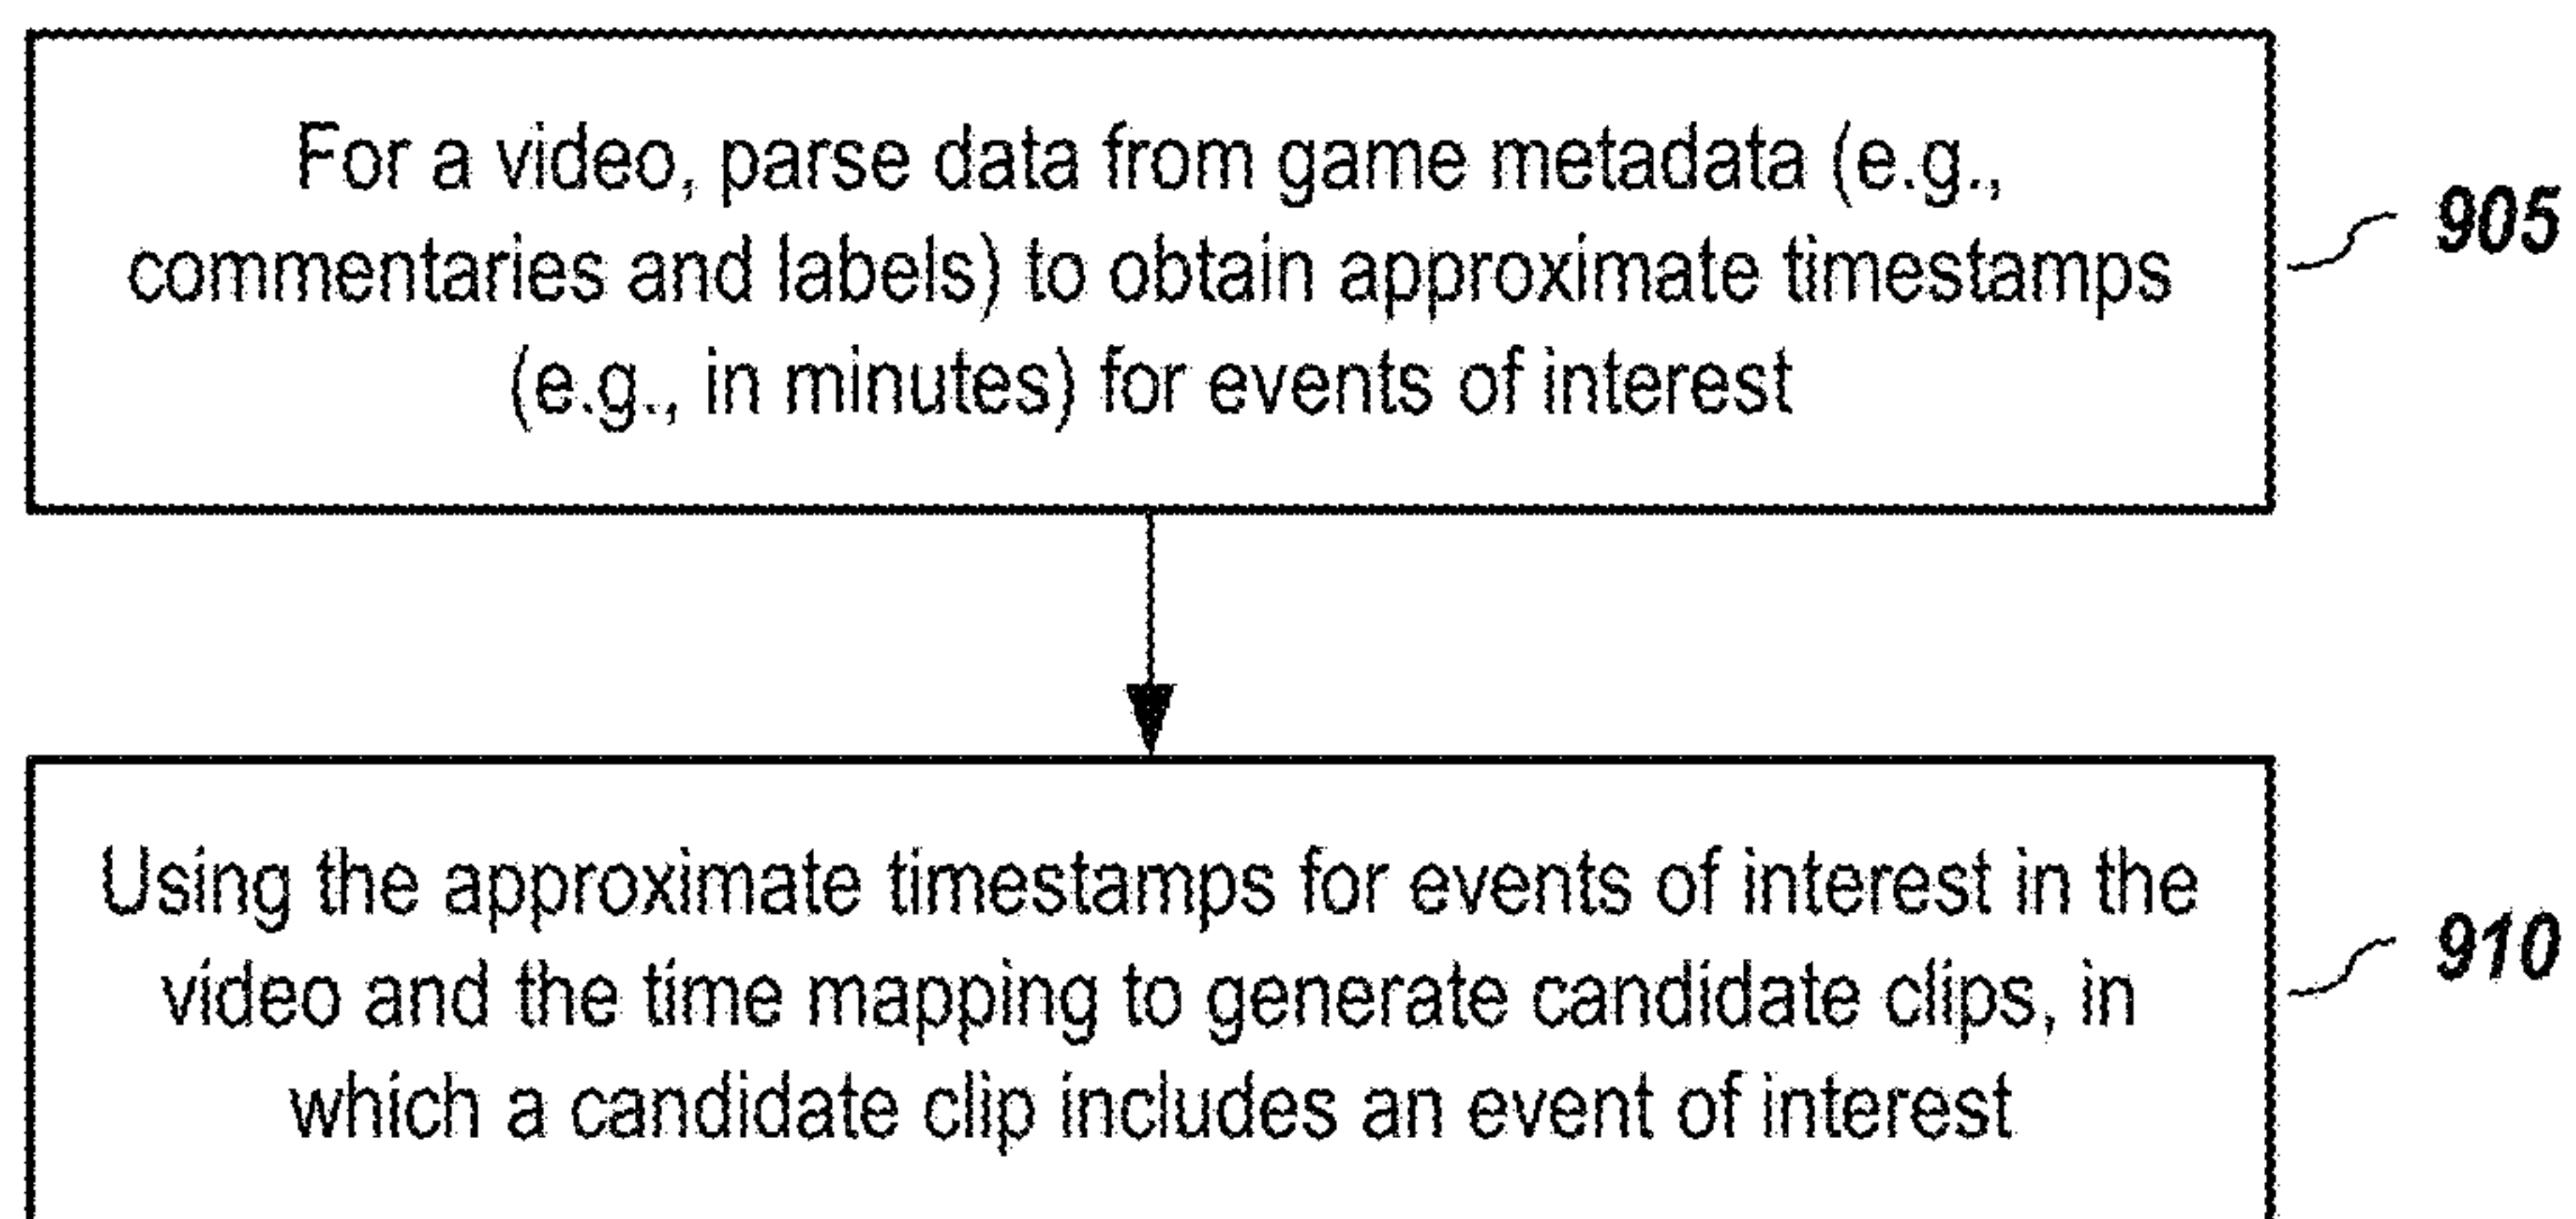 For a video, parse data from game metadata (e.g.,
commentaries and labels) to obtain approximate timestamps
(e.g., in minutes) for events of interest
905
Using the approximate timestamps for events of interest in the
video and the time mapping to generate candidate clips, in
which a candidate clip includes an event of interest
910